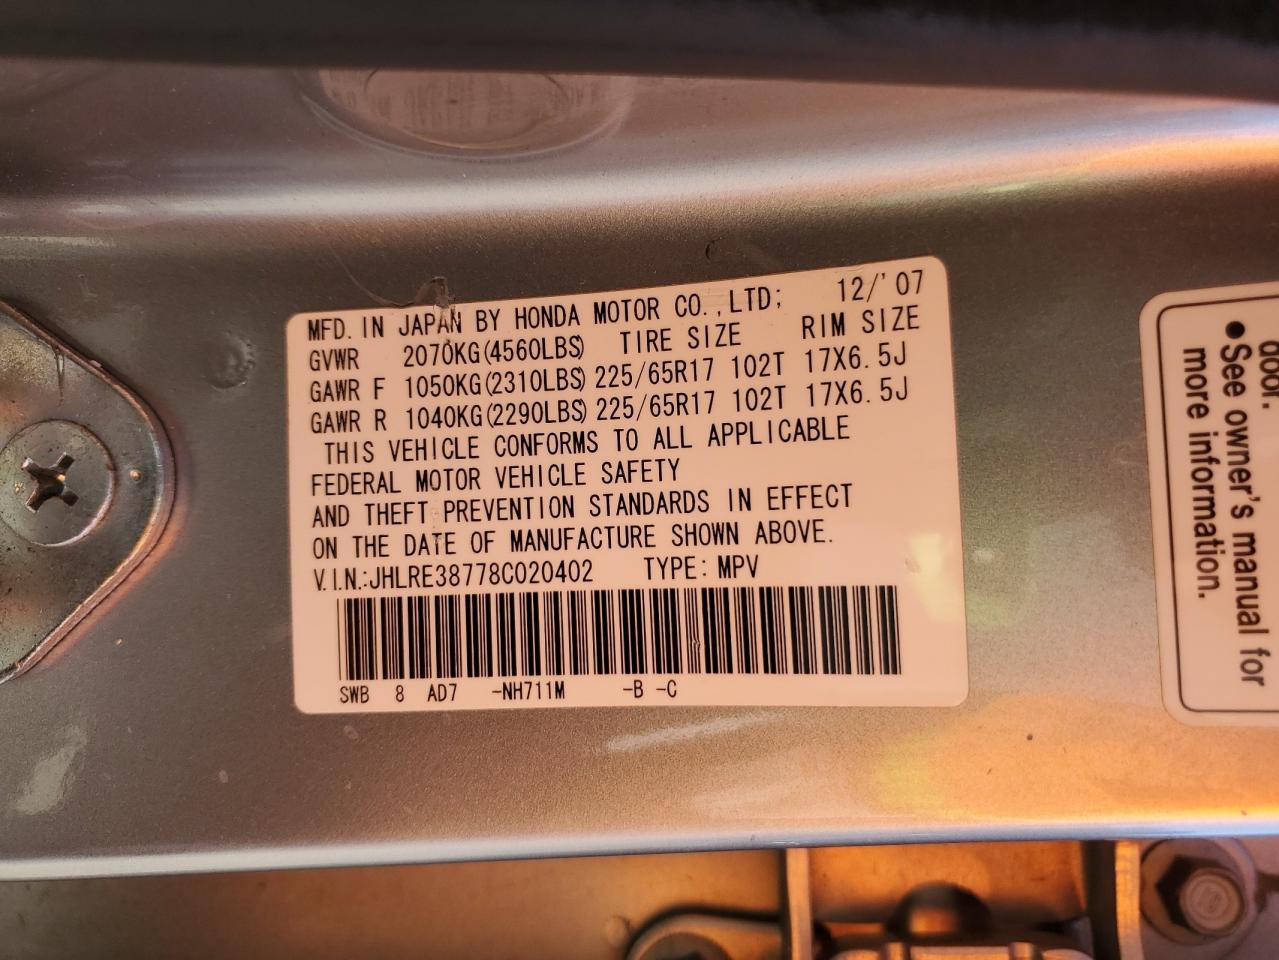 MFD. IN JAPAN BY HONDA MOTOR CO.,LTD; 12/'07
GVWR 2070KG(4560LBS) TIRE SIZE RIM SIZE
GAWR F 1050KG(2310LBS) 225/65R17 102T 17X6.5J
GAWR R 1040KG(2290LBS) 225/65R17 102T 17X6.5J
THIS VEHICLE CONFORMS TO ALL APPLICABLE
FEDERAL MOTOR VEHICLE SAFETY
AND THEFT PREVENTION STANDARDS IN EFFECT
ON THE DATE OF MANUFACTURE SHOWN ABOVE.
V.I.N.:JHLRE38778C020402 TYPE: MPV
SWB 8 AD7 -NH711M -B -C
door.
● See owner's manual for
more information.